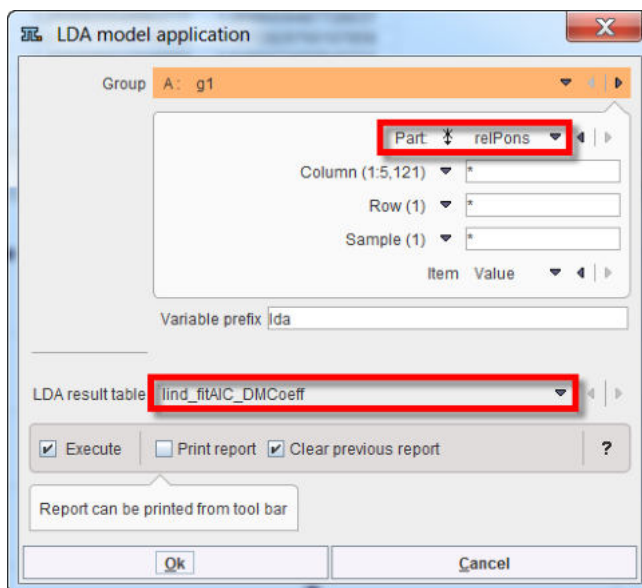 LDA model application
Group A: g1
Part relPons
Column (1:5,121) *
Row (1) *
Sample (1) *
Item Value
Variable prefix lda
LDA result table lind_fitAIC_DMCoeff
Execute Print report Clear previous report ?
Report can be printed from tool bar
Ok Cancel